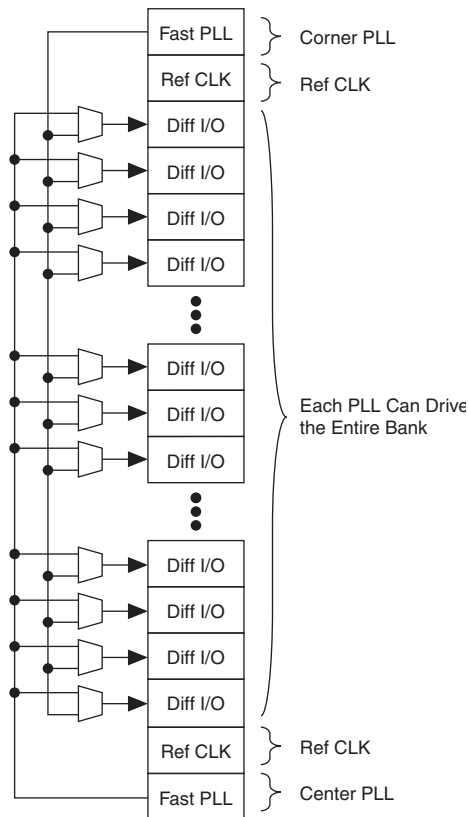 Fast PLL
Corner PLL
Ref CLK
Ref CLK
Diff I/O
Diff I/O
Diff I/O
Diff I/O
Diff I/O
Diff I/O
Diff I/O
Each PLL Can Drive
the Entire Bank
Diff I/O
Diff I/O
Diff I/O
Diff I/O
Ref CLK
Ref CLK
Fast PLL
Center PLL